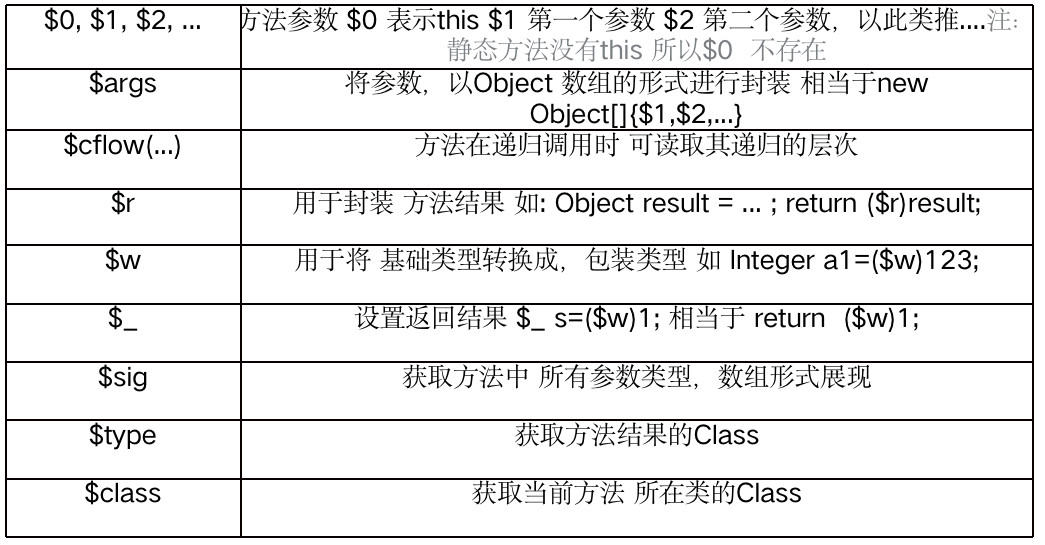 $0, $1, $2, ... 方法参数 $0 表示this $1 第一个参数 $2 第二个参数，以此类推....注：
静态方法没有this 所以$0 不存在
$args 将参数，以Object 数组的形式进行封装 相当于new
Object[]{$1,$2,...}
$cflow(...) 方法在递归调用时 可读取其递归的层次
$r 用于封装 方法结果 如: Object result = ... ; return ($r)result;
$w 用于将 基础类型转换成，包装类型 如 Integer a1=($w)123;
$_ 设置返回结果 $_ s=($w)1; 相当于 return ($w)1;
$sig 获取方法中 所有参数类型，数组形式展现
$type 获取方法结果的Class
$class 获取当前方法 所在类的Class